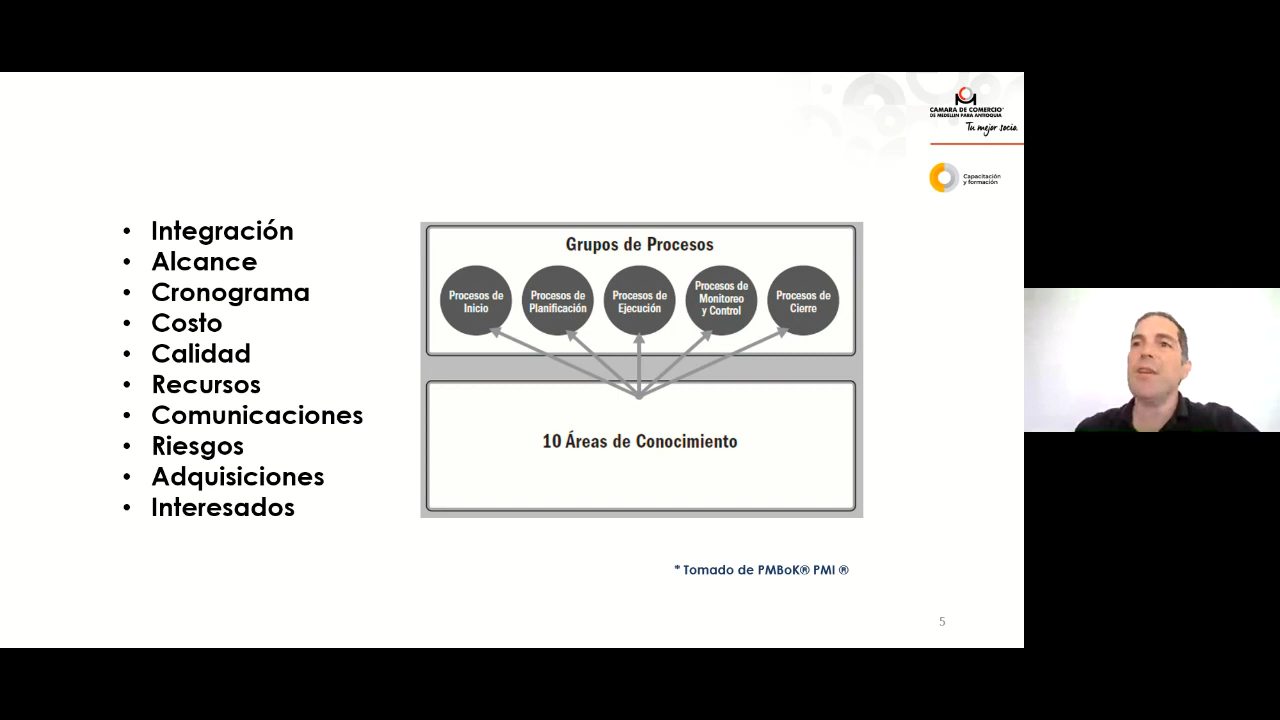 CAMARA DE COMERCIO
DE MEDELLIN PARA ANTIOQUIA
Tu mejor socio.
Capacitación
y formación
• Integración
• Alcance
• Cronograma
• Costo
• Calidad
• Recursos
• Comunicaciones
• Riesgos
• Adquisiciones
• Interesados
Grupos de Procesos
Procesos de
Inicio
Procesos de
Planificación
Procesos de
Ejecución
Procesos de
Monitoreo
y Control
Procesos de
Cierre
10 Áreas de Conocimiento
* Tomado de PMBoK® PMI ®
5